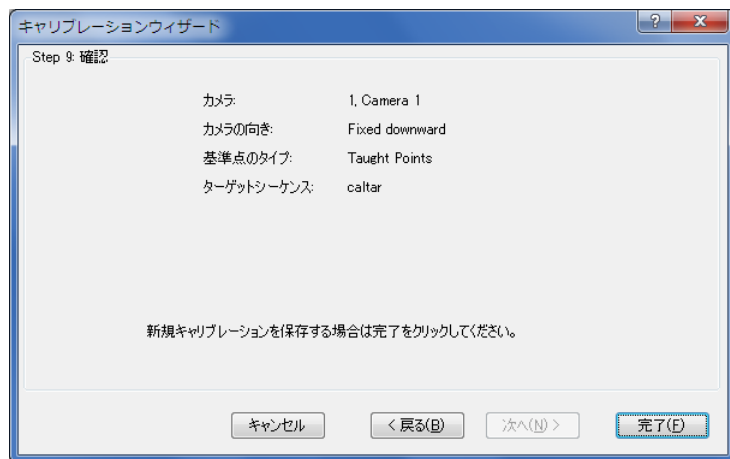 キャリブレーションウィザード
Step 9: 確認
カメラ: 1, Camera 1
カメラの向き: Fixed downward
基準点のタイプ: Taught Points
ターゲットシーケンス: caltar
新規キャリブレーションを保存する場合は完了をクリックしてください。
キャンセル < 戻る(B) 次へ(N) > 完了(F)